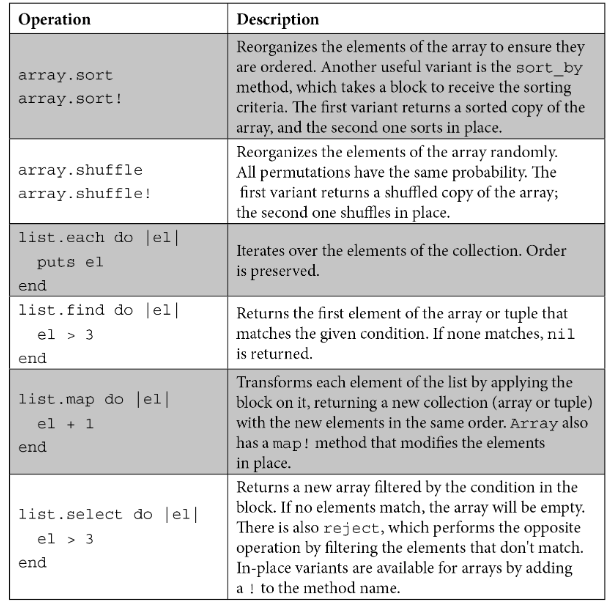 Operation
Description
array.sort
array.sort!
Reorganizes the elements of the array to ensure they
are ordered. Another useful variant is the sort_by
method, which takes a block to receive the sorting
criteria. The first variant returns a sorted copy of the
array, and the second one sorts in place.
array.shuffle
array.shuffle!
Reorganizes the elements of the array randomly.
All permutations have the same probability. The
first variant returns a shuffled copy of the array;
the second one shuffles in place.
list.each do |el|
  puts el
end
Iterates over the elements of the collection. Order
is preserved.
list.find do |el|
  el > 3
end
Returns the first element of the array or tuple that
matches the given condition. If none matches, nil
is returned.
list.map do |el|
  el + 1
end
Transforms each element of the list by applying the
block on it, returning a new collection (array or tuple)
with the new elements in the same order. Array also
has a map! method that modifies the elements
in place.
list.select do |el|
  el > 3
end
Returns a new array filtered by the condition in the
block. If no elements match, the array will be empty.
There is also reject, which performs the opposite
operation by filtering the elements that don't match.
In-place variants are available for arrays by adding
a ! to the method name.